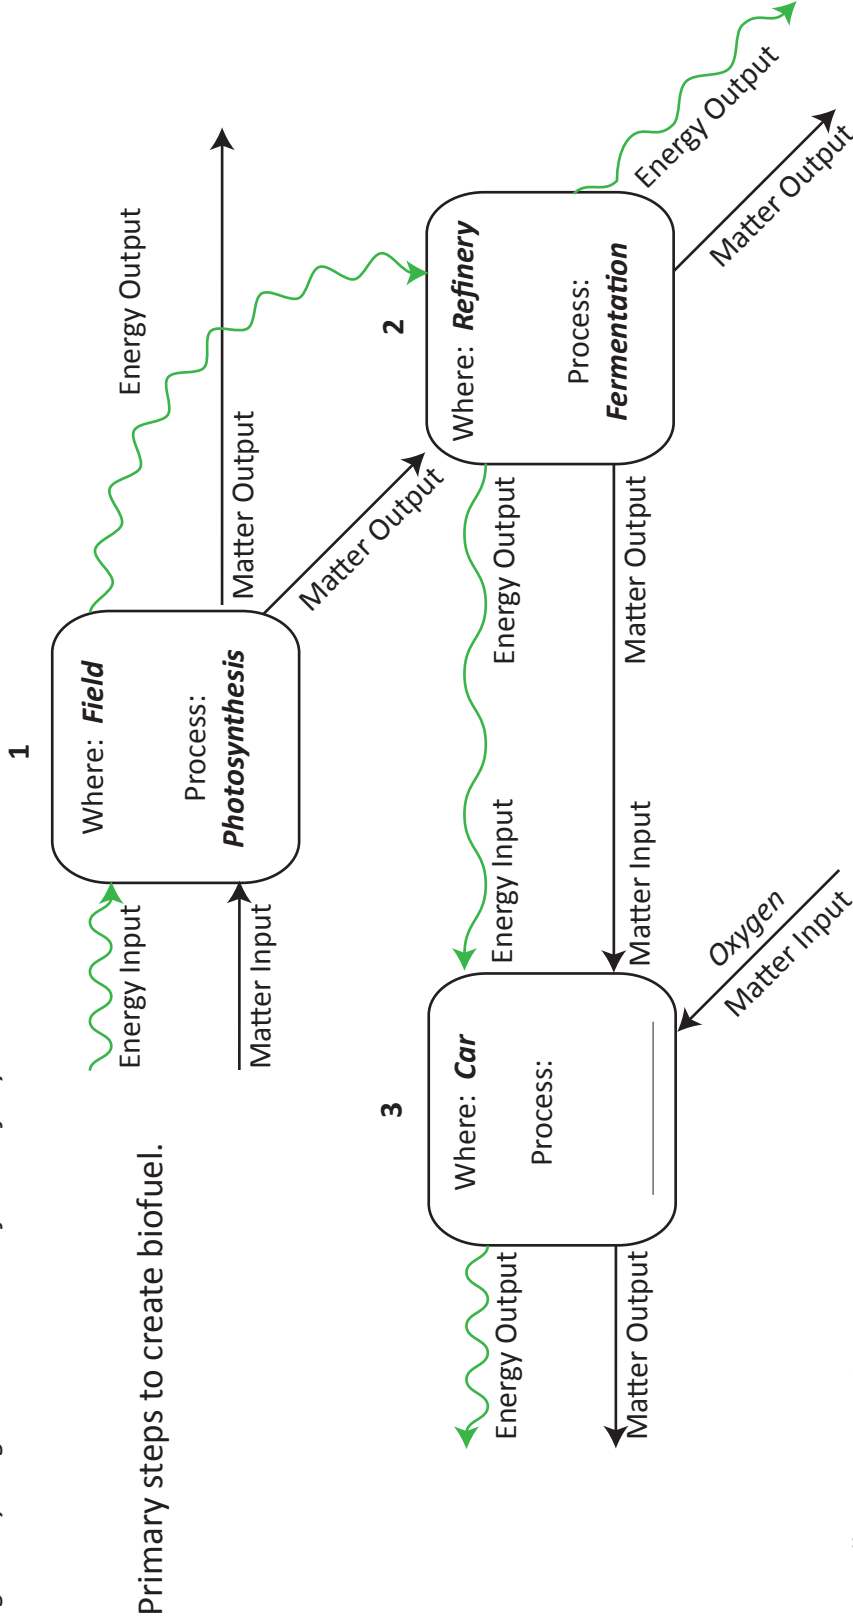 Primary steps to create biofuel.
1
Where: Field
Process:
Photosynthesis
Energy Input
Matter Input
Energy Output
Matter Output
Matter Output
2
Where: Refinery
Process:
Fermentation
Energy Output
Matter Output
Energy Output
Matter Output
Energy Input
Matter Input
3
Where: Car
Process:
Oxygen
Matter Input
Energy Output
Matter Output